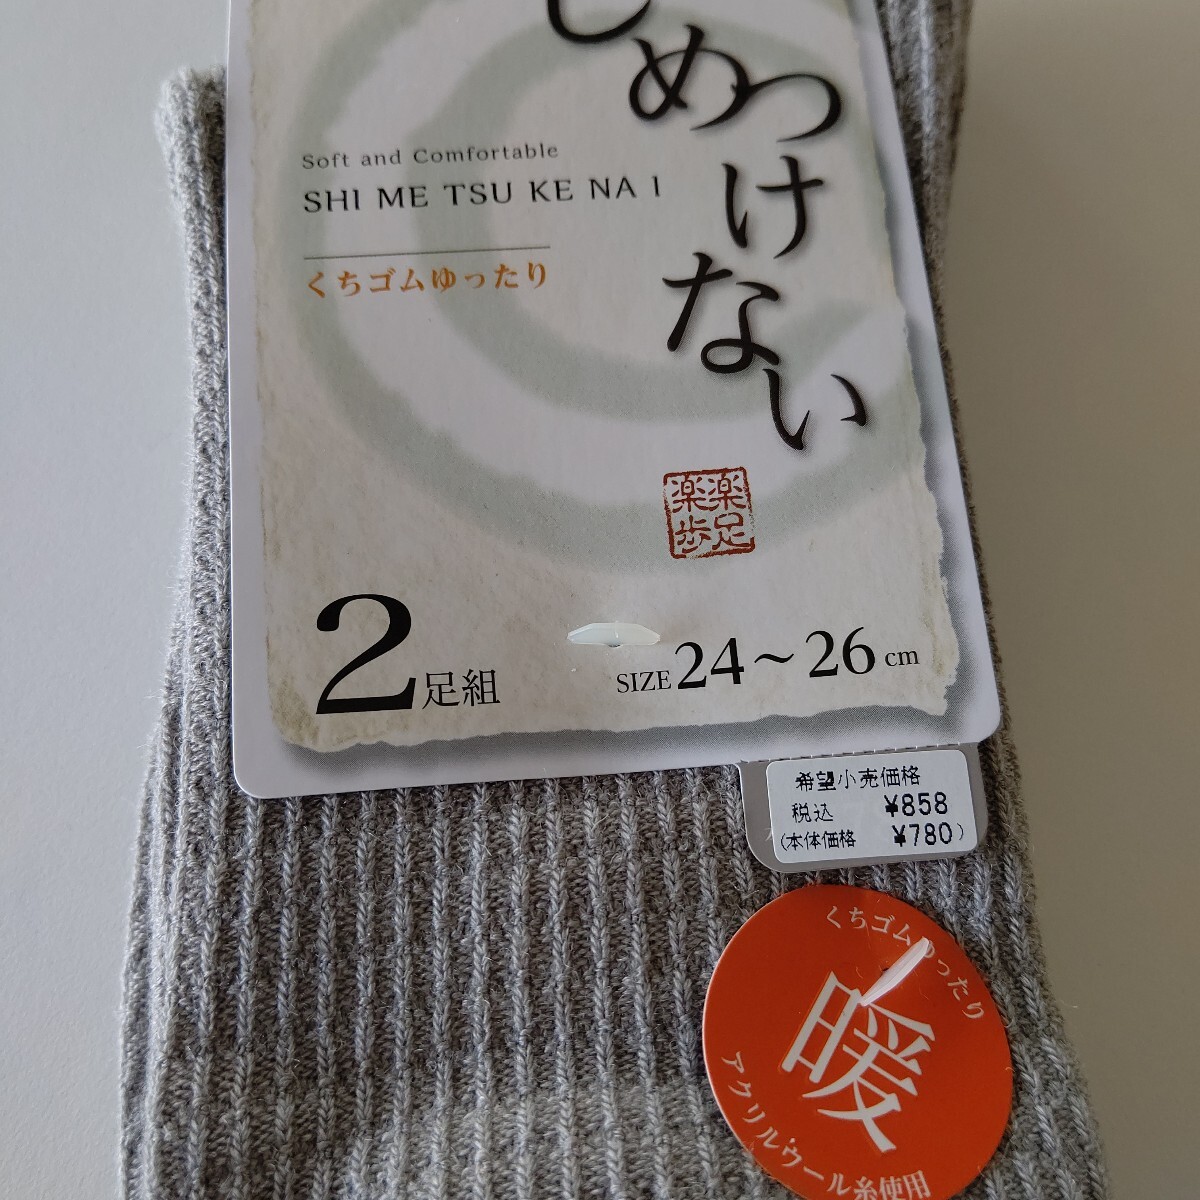 しめつけない
Soft and Comfortable
SHI ME TSU KE NA I
くちゴムゆったり
楽足
楽歩
2足組
SIZE 24~26 cm
希望小売価格
税込 ¥858
(本体価格 ¥780)
くちゴムゆったり
暖
アクリル・ウール糸使用